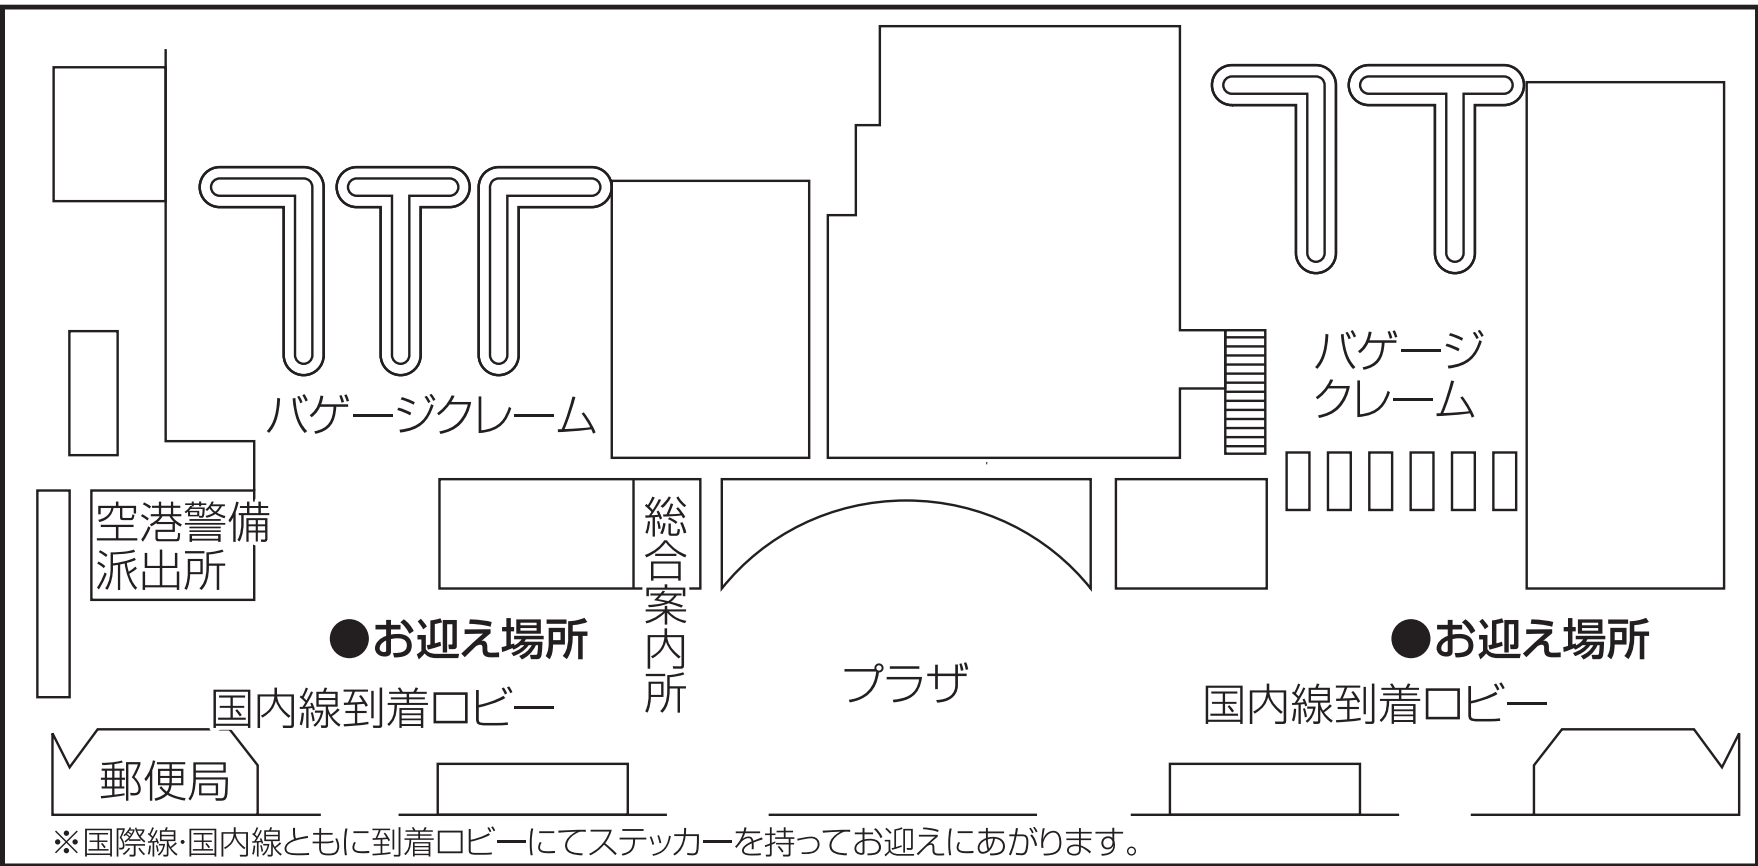 バゲージクレーム
バゲージ
クレーム
空港警備
派出所
総合案内所
●お迎え場所
●お迎え場所
プラザ
国内線到着ロビー
国内線到着ロビー
郵便局
※国際線・国内線ともに到着ロビーにてステッカーを持ってお迎えにあがります。